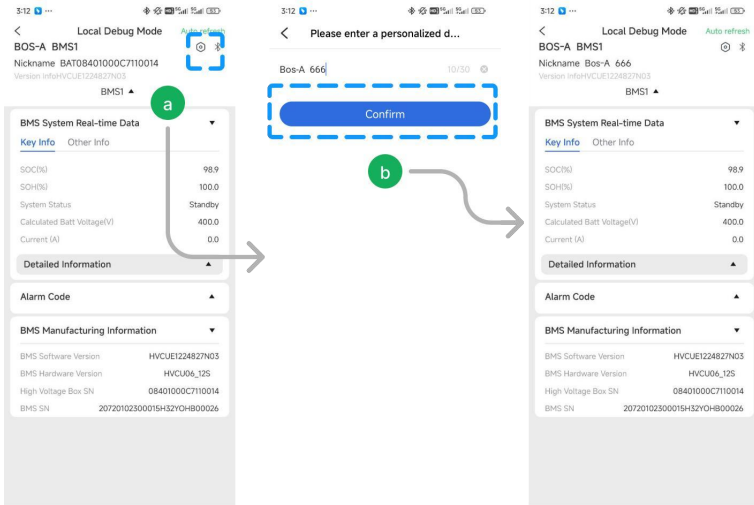 3:12
Local Debug Mode
Auto refresh
BOS-A BMS1
Nickname BAT08401000C7110014
Version infoHVCUE1224827N03
BMS1 ▲
a
BMS System Real-time Data ▼
Key Info Other Info
SOC(%) 98.9
SOH(%) 100.0
System Status Standby
Calculated Batt Voltage(V) 400.0
Current (A) 0.0
Detailed Information ▲
Alarm Code ▲
BMS Manufacturing Information ▼
BMS Software Version HVCUE1224827N03
BMS Hardware Version HVCU06_12S
High Voltage Box SN 08401000C7110014
BMS SN 20720102300015H32YOHB00026
3:12
Please enter a personalized d...
Bos-A 666 10/30
Confirm
b
3:12
Local Debug Mode
Auto refresh
BOS-A BMS1
Nickname Bos-A 666
Version infoHVCUE1224827N03
BMS1 ▲
BMS System Real-time Data ▼
Key Info Other Info
SOC(%) 98.9
SOH(%) 100.0
System Status Standby
Calculated Batt Voltage(V) 400.0
Current (A) 0.0
Detailed Information ▲
Alarm Code ▲
BMS Manufacturing Information ▼
BMS Software Version HVCUE1224827N03
BMS Hardware Version HVCU06_12S
High Voltage Box SN 08401000C7110014
BMS SN 20720102300015H32YOHB00026